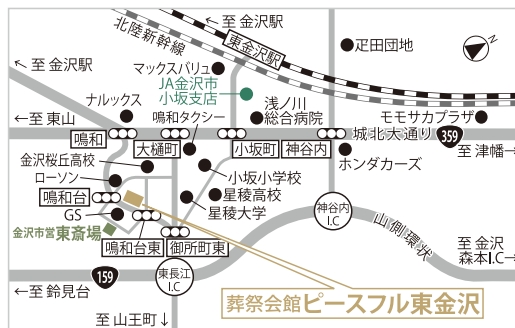 ← 至 金沢駅
北陸新幹線
東金沢駅
疋田団地
N
← 至 金沢駅
マックスバリュ
JA金沢市
小坂支店
ナルックス
鳴和タクシー
浅ノ川
総合病院
モモサカプラザ
← 至 東山
城北大通り
359
鳴和
大樋町
小坂町
神谷内
至 津幡 →
金沢桜丘高校
ホンダカーズ
ローソン
小坂小学校
鳴和台
星稜高校
星稜大学
GS
神谷内
I.C
山側環状
金沢市営 東斎場
鳴和台東
御所町東
至 金沢
森本I.C →
159
東長江
I.C
← 至 鈴見台
葬祭会館 ピースフル東金沢
至 山王町 ↓